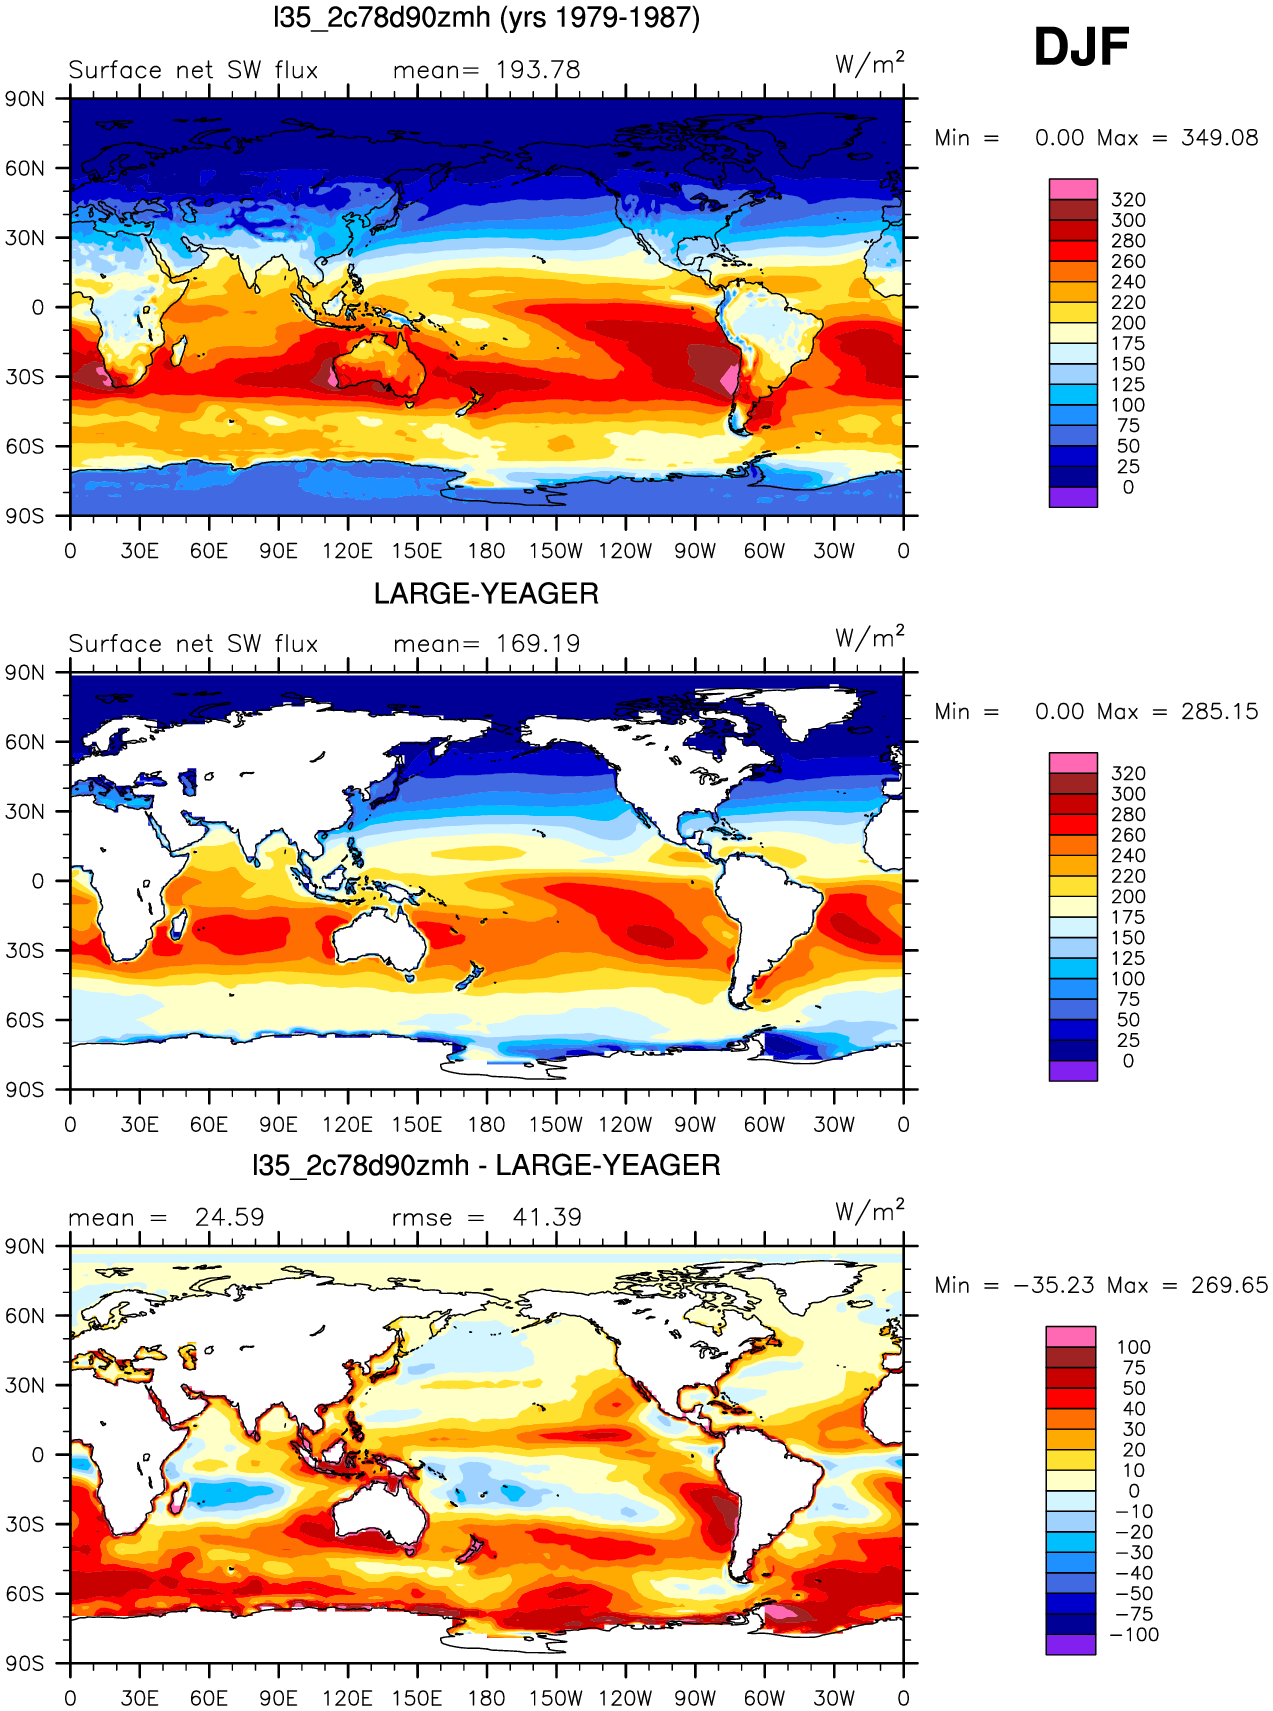 l35_2c78d90zmh (yrs 1979-1987)
DJF
Surface net SW flux mean= 193.78 W/m²
Min = 0.00 Max = 349.08
90N
60N
30N
0
30S
60S
90S
0 30E 60E 90E 120E 150E 180 150W 120W 90W 60W 30W 0
320
300
280
260
240
220
200
175
150
125
100
75
50
25
0
LARGE-YEAGER
Surface net SW flux mean= 169.19 W/m²
Min = 0.00 Max = 285.15
90N
60N
30N
0
30S
60S
90S
0 30E 60E 90E 120E 150E 180 150W 120W 90W 60W 30W 0
320
300
280
260
240
220
200
175
150
125
100
75
50
25
0
l35_2c78d90zmh - LARGE-YEAGER
mean = 24.59 rmse = 41.39 W/m²
Min = −35.23 Max = 269.65
90N
60N
30N
0
30S
60S
90S
0 30E 60E 90E 120E 150E 180 150W 120W 90W 60W 30W 0
100
75
50
40
30
20
10
0
−10
−20
−30
−40
−50
−75
−100